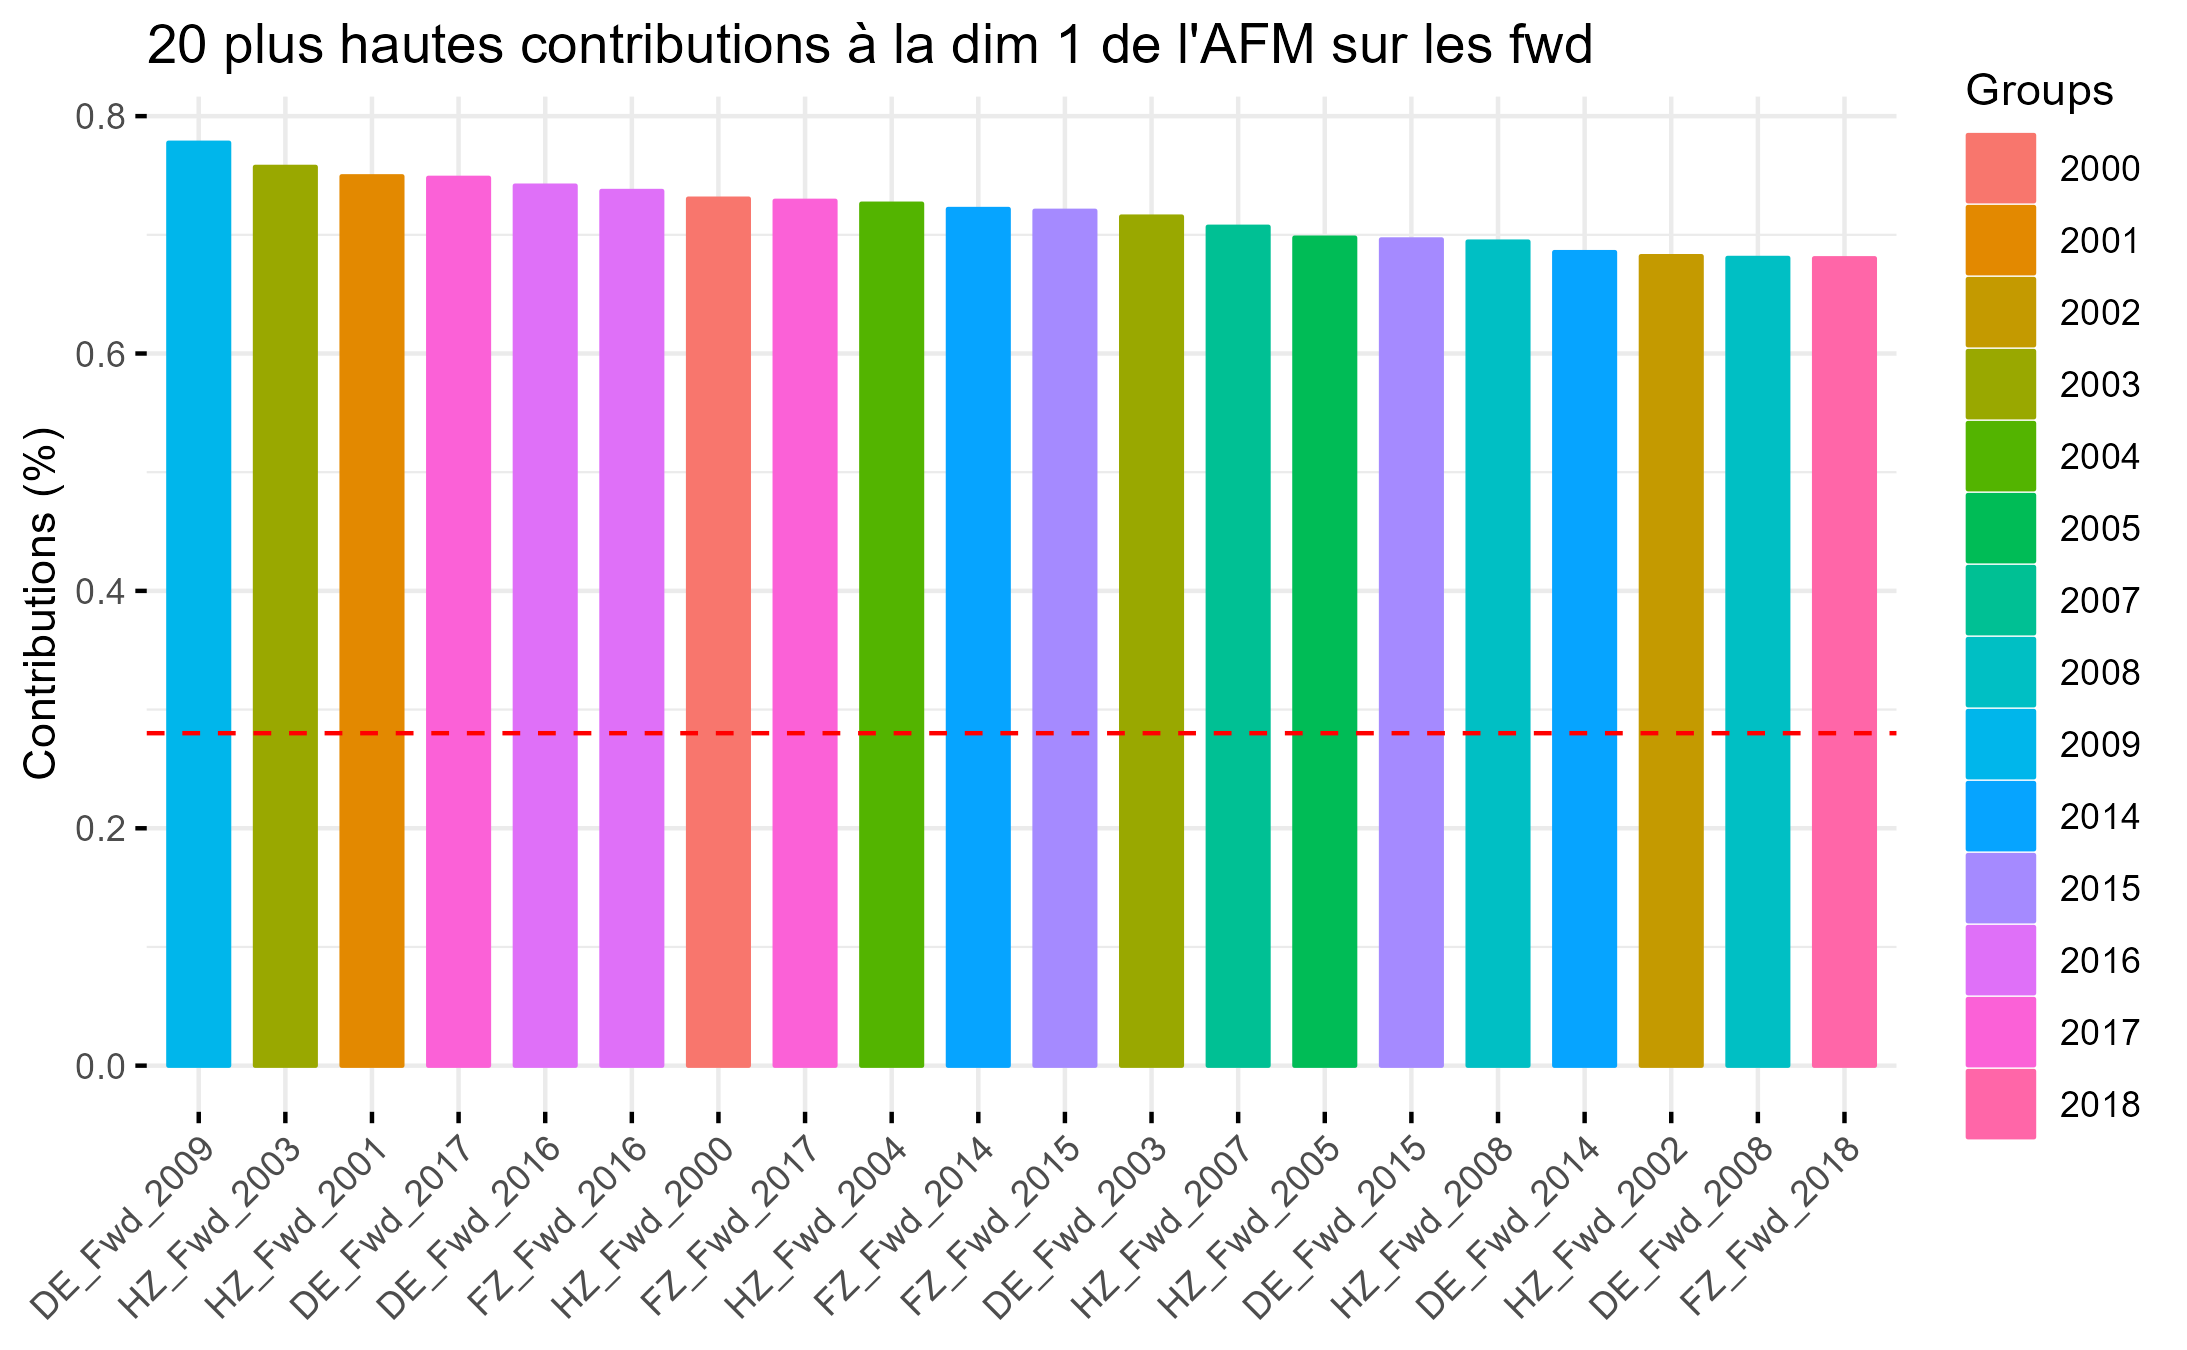 20 plus hautes contributions à la dim 1 de l'AFM sur les fwd
Contributions (%)
0.8
0.6
0.4
0.2
0.0
DE_Fwd_2009
HZ_Fwd_2003
HZ_Fwd_2001
DE_Fwd_2017
DE_Fwd_2016
FZ_Fwd_2016
HZ_Fwd_2000
FZ_Fwd_2017
HZ_Fwd_2004
FZ_Fwd_2014
FZ_Fwd_2015
DE_Fwd_2003
HZ_Fwd_2007
HZ_Fwd_2005
DE_Fwd_2015
HZ_Fwd_2008
DE_Fwd_2014
HZ_Fwd_2002
DE_Fwd_2008
FZ_Fwd_2018
Groups
2000
2001
2002
2003
2004
2005
2007
2008
2009
2014
2015
2016
2017
2018